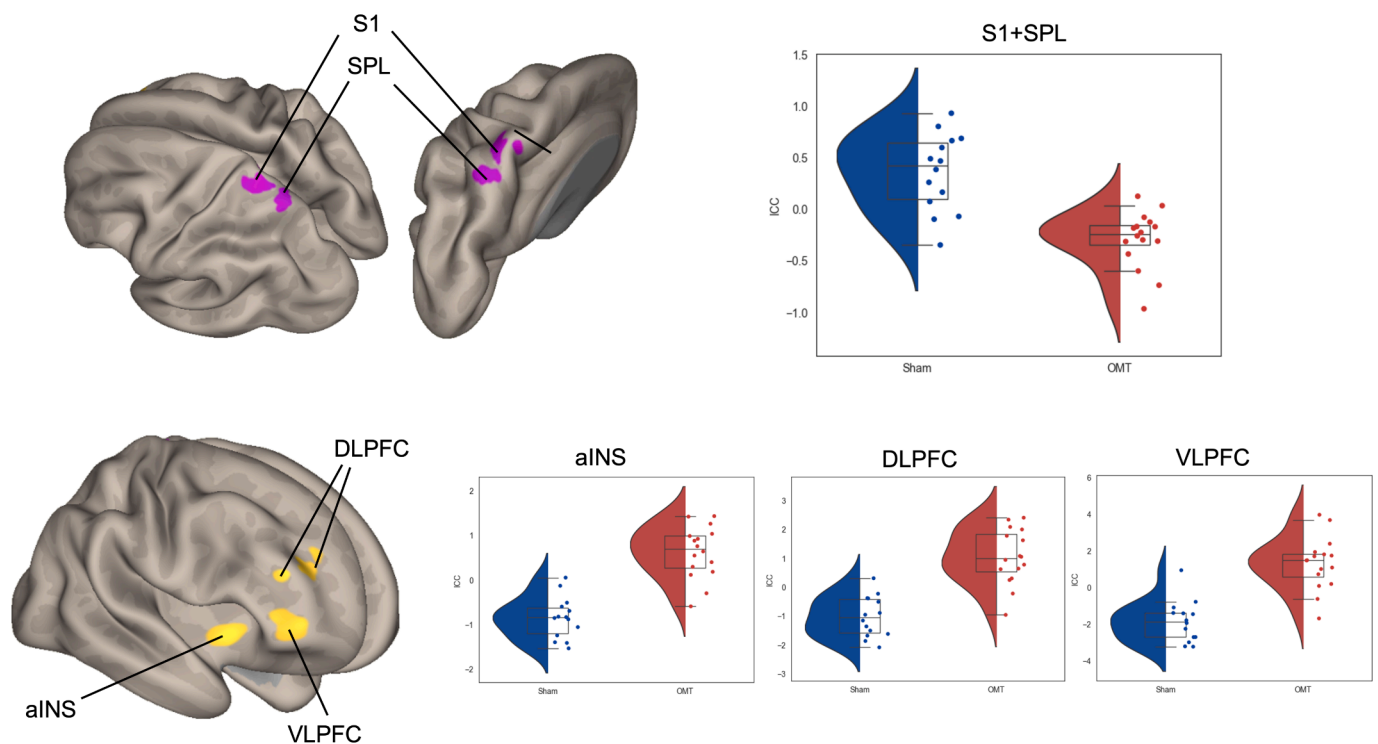 S1
SPL
S1+SPL
1.5
1.0
0.5
0.0
−0.5
−1.0
ICC
Sham OMT
DLPFC
aINS
VLPFC
aINS
2
1
0
−1
−2
ICC
Sham OMT
DLPFC
3
2
1
0
−1
−2
−3
ICC
Sham OMT
VLPFC
6
4
2
0
−2
−4
ICC
Sham OMT